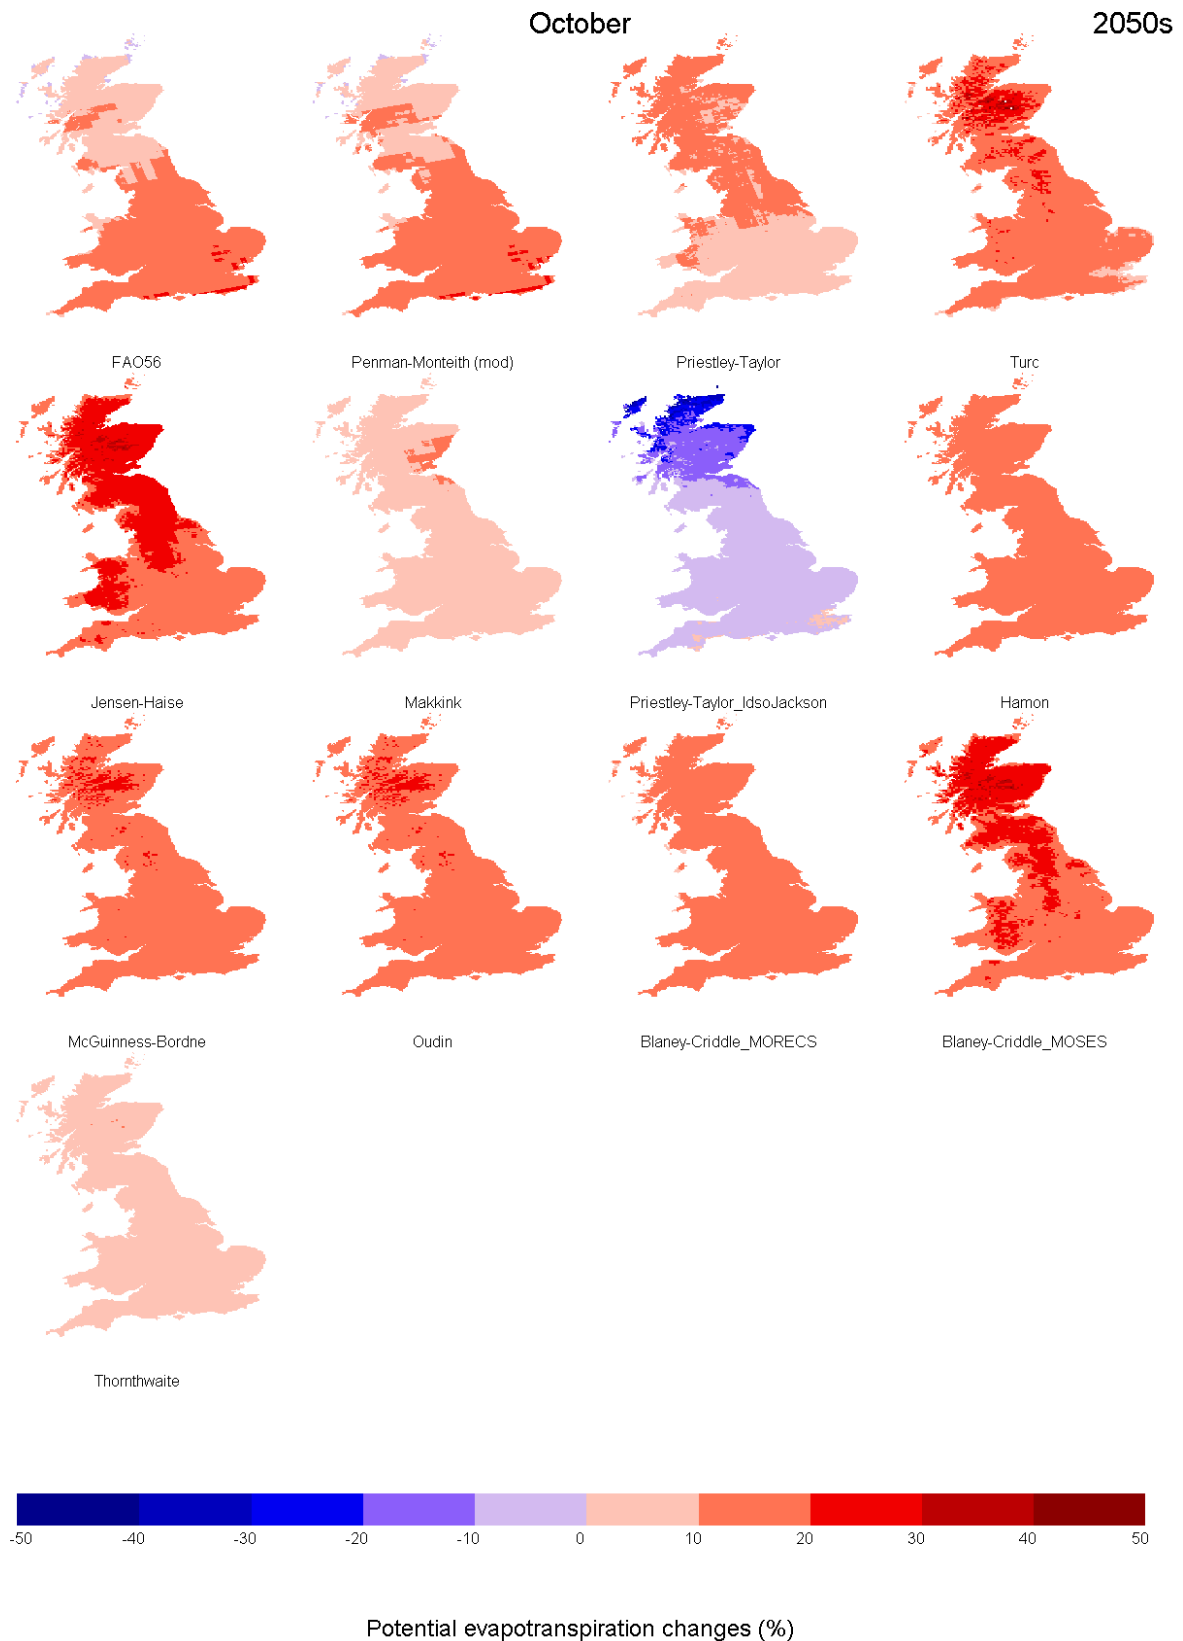 October 2050s
FAO56 Penman-Monteith (mod) Priestley-Taylor Turc
Jensen-Haise Makkink Priestley-Taylor_IdsoJackson Hamon
McGuinness-Bordne Oudin Blaney-Criddle_MORECS Blaney-Criddle_MOSES
Thornthwaite
-50 -40 -30 -20 -10 0 10 20 30 40 50
Potential evapotranspiration changes (%)